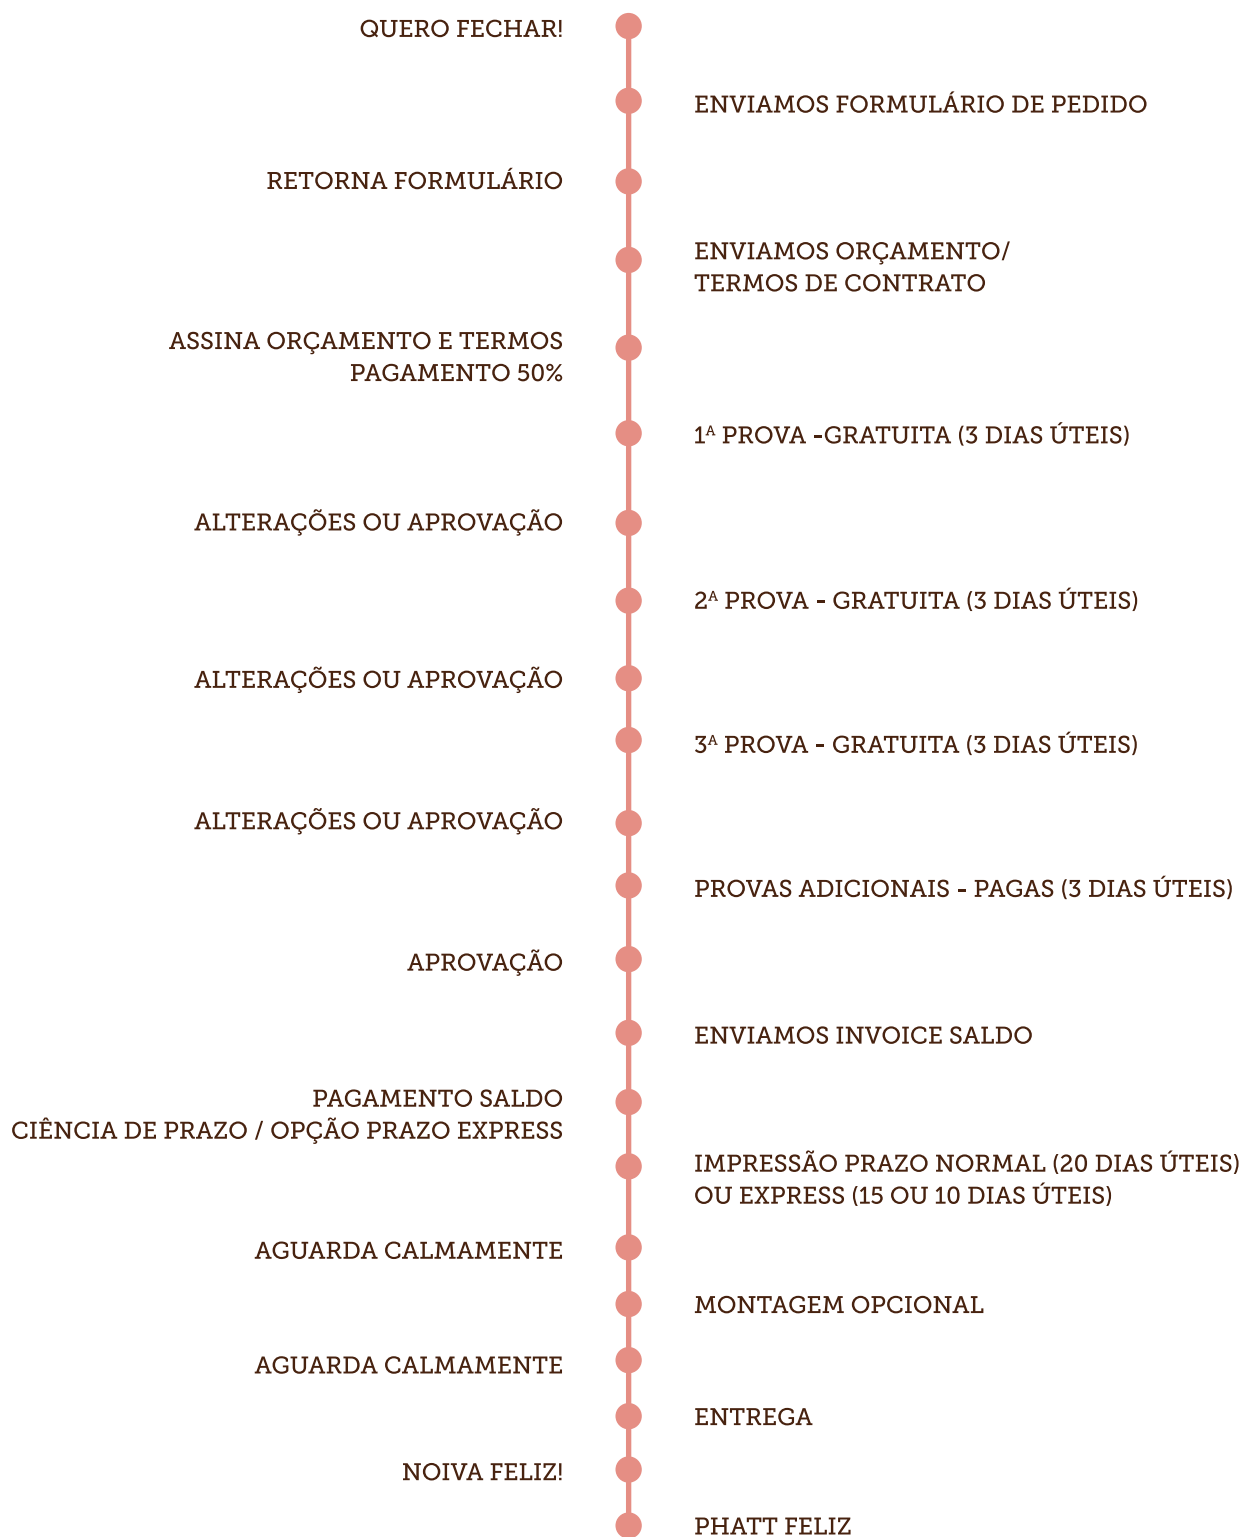 QUERO FECHAR!
ENVIAMOS FORMULÁRIO DE PEDIDO
RETORNA FORMULÁRIO
ENVIAMOS ORÇAMENTO/
TERMOS DE CONTRATO
ASSINA ORÇAMENTO E TERMOS
PAGAMENTO 50%
1ᴬ PROVA -GRATUITA (3 DIAS ÚTEIS)
ALTERAÇÕES OU APROVAÇÃO
2ᴬ PROVA - GRATUITA (3 DIAS ÚTEIS)
ALTERAÇÕES OU APROVAÇÃO
3ᴬ PROVA - GRATUITA (3 DIAS ÚTEIS)
ALTERAÇÕES OU APROVAÇÃO
PROVAS ADICIONAIS - PAGAS (3 DIAS ÚTEIS)
APROVAÇÃO
ENVIAMOS INVOICE SALDO
PAGAMENTO SALDO
CIÊNCIA DE PRAZO / OPÇÃO PRAZO EXPRESS
IMPRESSÃO PRAZO NORMAL (20 DIAS ÚTEIS)
OU EXPRESS (15 OU 10 DIAS ÚTEIS)
AGUARDA CALMAMENTE
MONTAGEM OPCIONAL
AGUARDA CALMAMENTE
ENTREGA
NOIVA FELIZ!
PHATT FELIZ